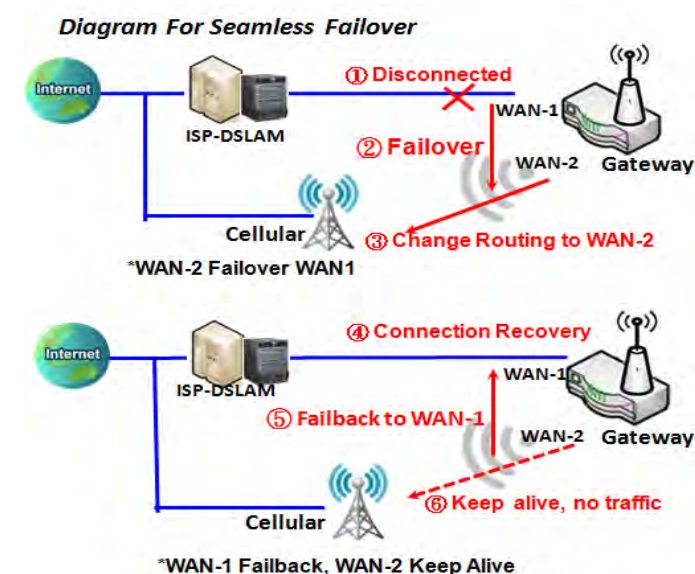 Diagram For Seamless Failover
Internet
ISP-DSLAM
① Disconnected
WAN-1
② Failover
WAN-2
Gateway
Cellular
③ Change Routing to WAN-2
*WAN-2 Failover WAN1
Internet
ISP-DSLAM
④ Connection Recovery
WAN-1
⑤ Failback to WAN-1
WAN-2
Gateway
⑥ Keep alive, no traffic
Cellular
*WAN-1 Failback, WAN-2 Keep Alive